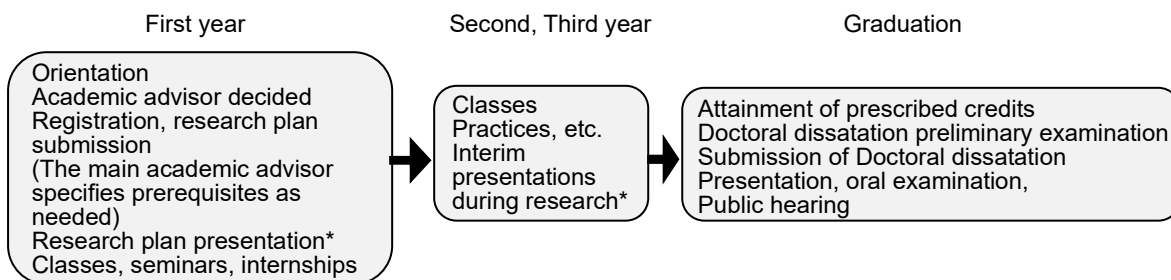 First year
Second, Third year
Graduation
Orientation
Academic advisor decided
Registration, research plan
submission
(The main academic advisor
specifies prerequisites as
needed)
Research plan presentation*
Classes, seminars, internships
Classes
Practices, etc.
Interim
presentations
during research*
Attainment of prescribed credits
Doctoral dissatation preliminary examination
Submission of Doctoral dissatation
Presentation, oral examination,
Public hearing